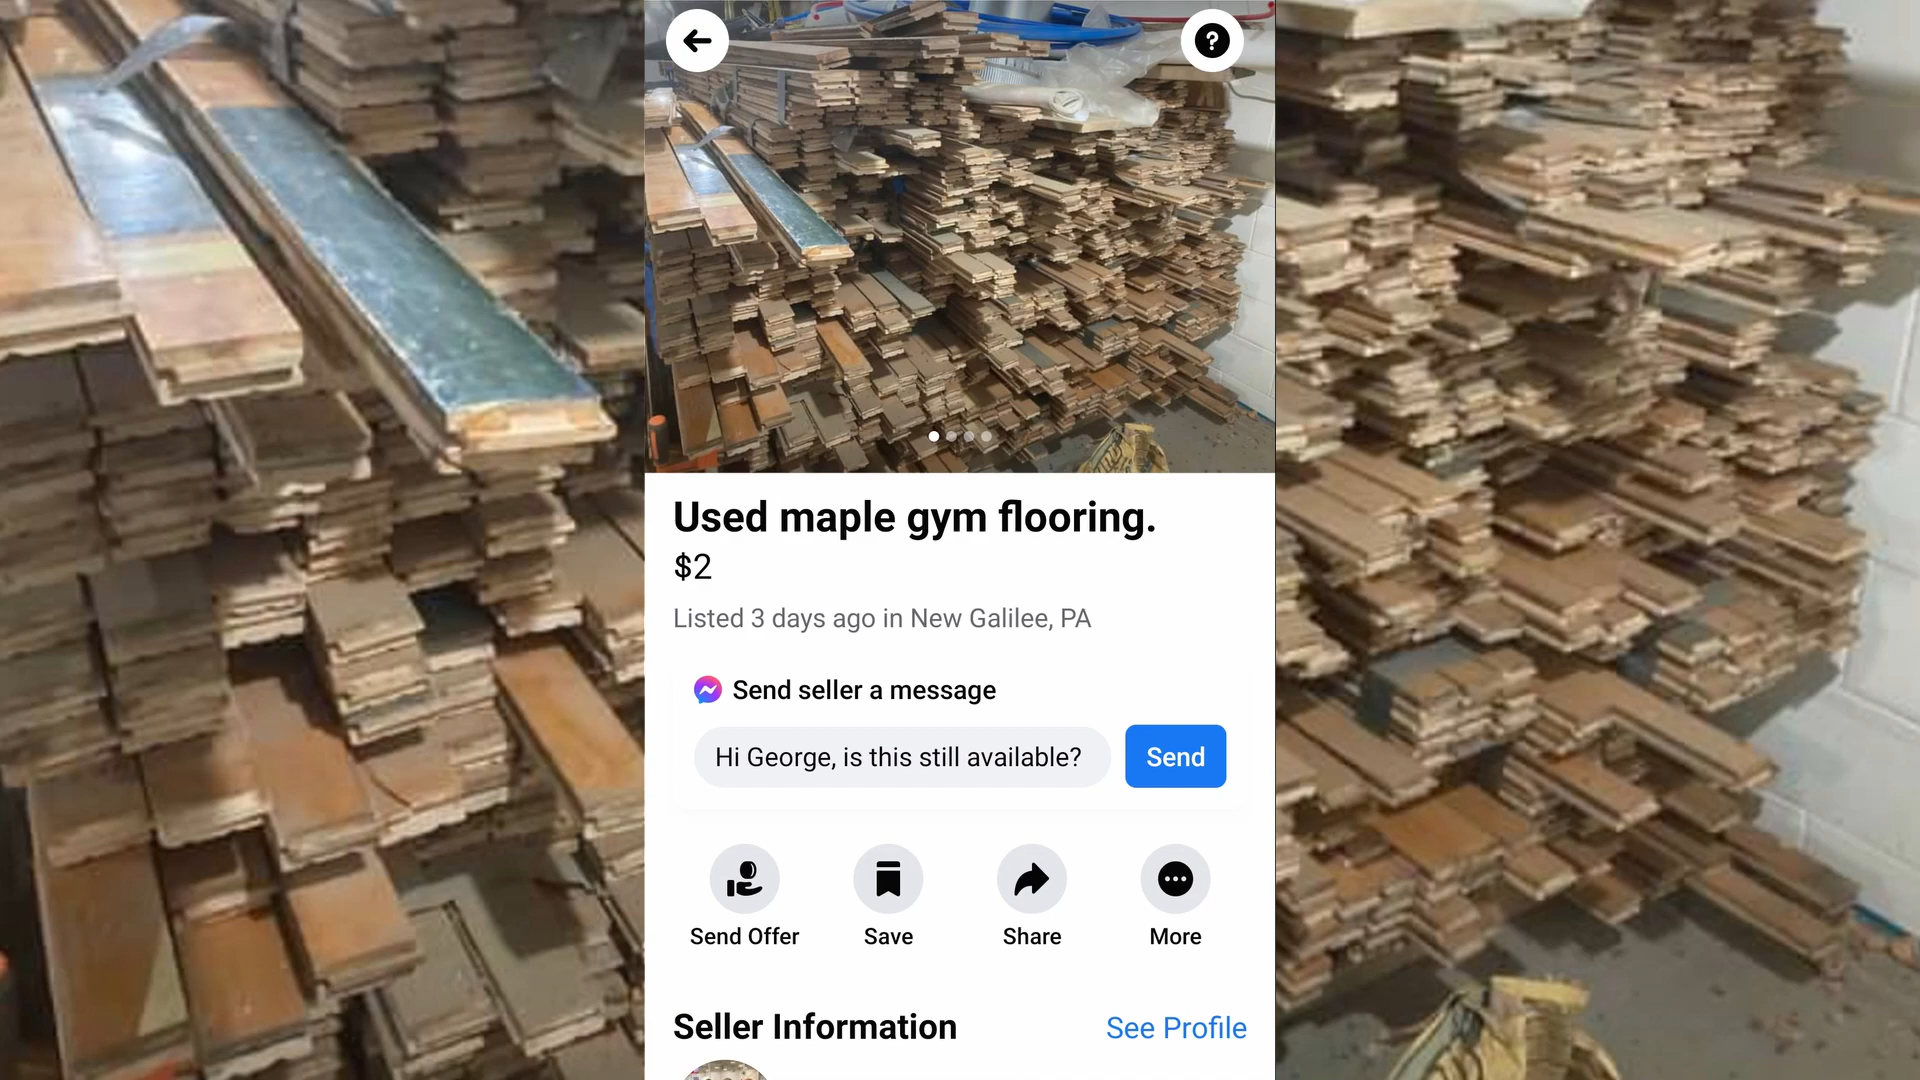 Used maple gym flooring.
$2
Listed 3 days ago in New Galilee, PA
Send seller a message
Hi George, is this still available?
Send
Send Offer
Save
Share
More
Seller Information
See Profile